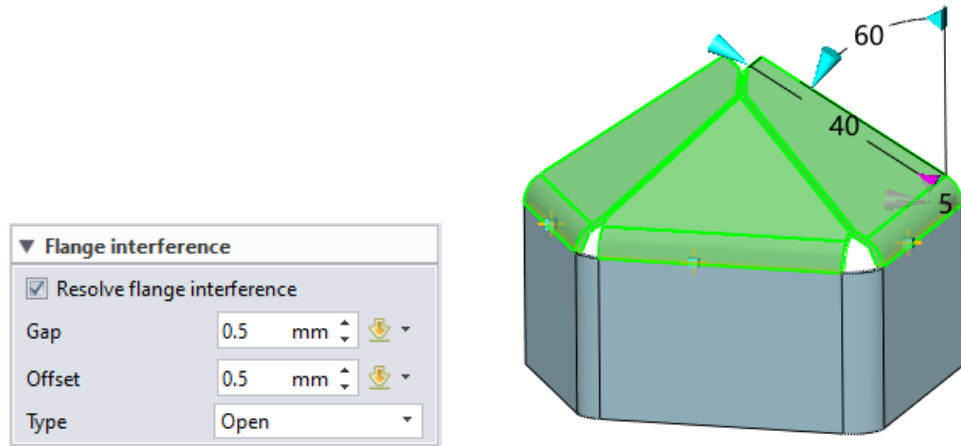 Flange interference
Resolve flange interference
Gap 0.5 mm
Offset 0.5 mm
Type Open
60
40
5